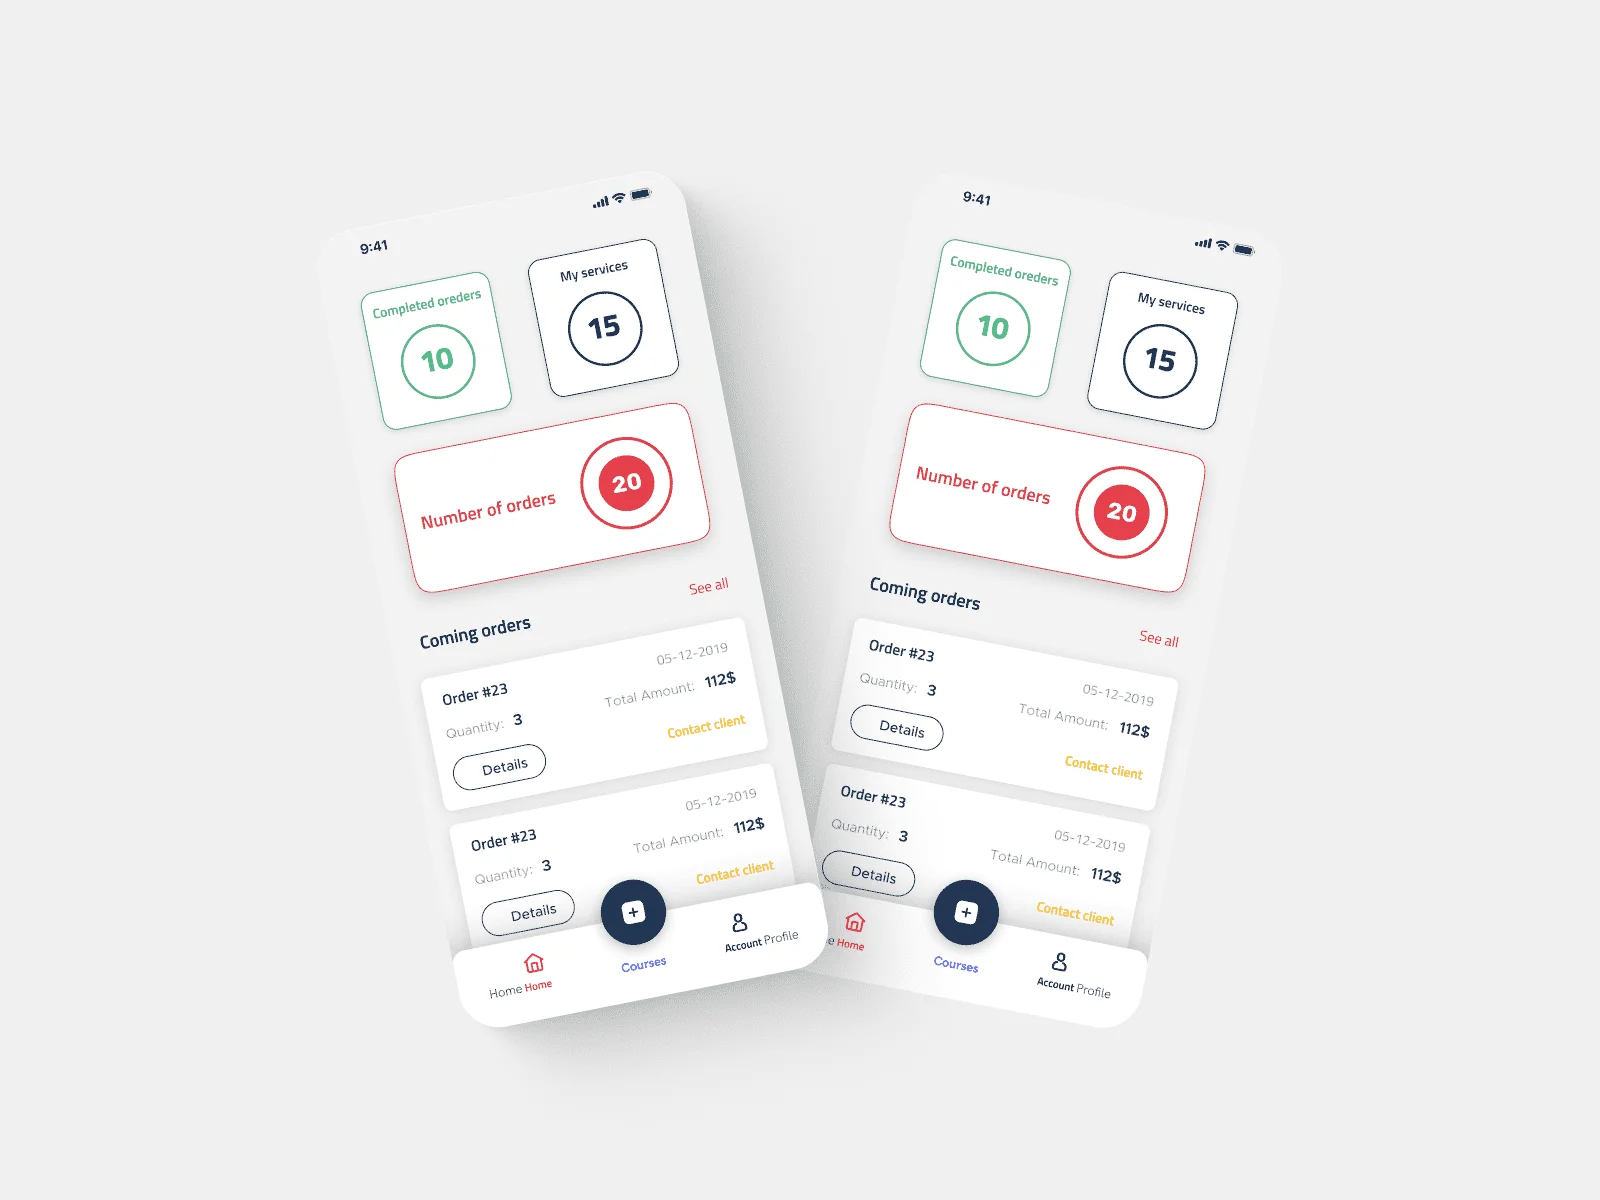 9:41
Completed oreders
10
My services
15
Number of orders
20
See all
Coming orders
Order #23
05-12-2019
Quantity: 3
Total Amount: 112$
Details
Contact client
Order #23
05-12-2019
Quantity: 3
Total Amount: 112$
Details
Contact client
Home Home
Courses
Account Profile
9:41
Completed oreders
10
My services
15
Number of orders
20
Coming orders
See all
Order #23
05-12-2019
Quantity: 3
Total Amount: 112$
Details
Contact client
Order #23
05-12-2019
Quantity: 3
Total Amount: 112$
Details
Contact client
e Home
Courses
Account Profile